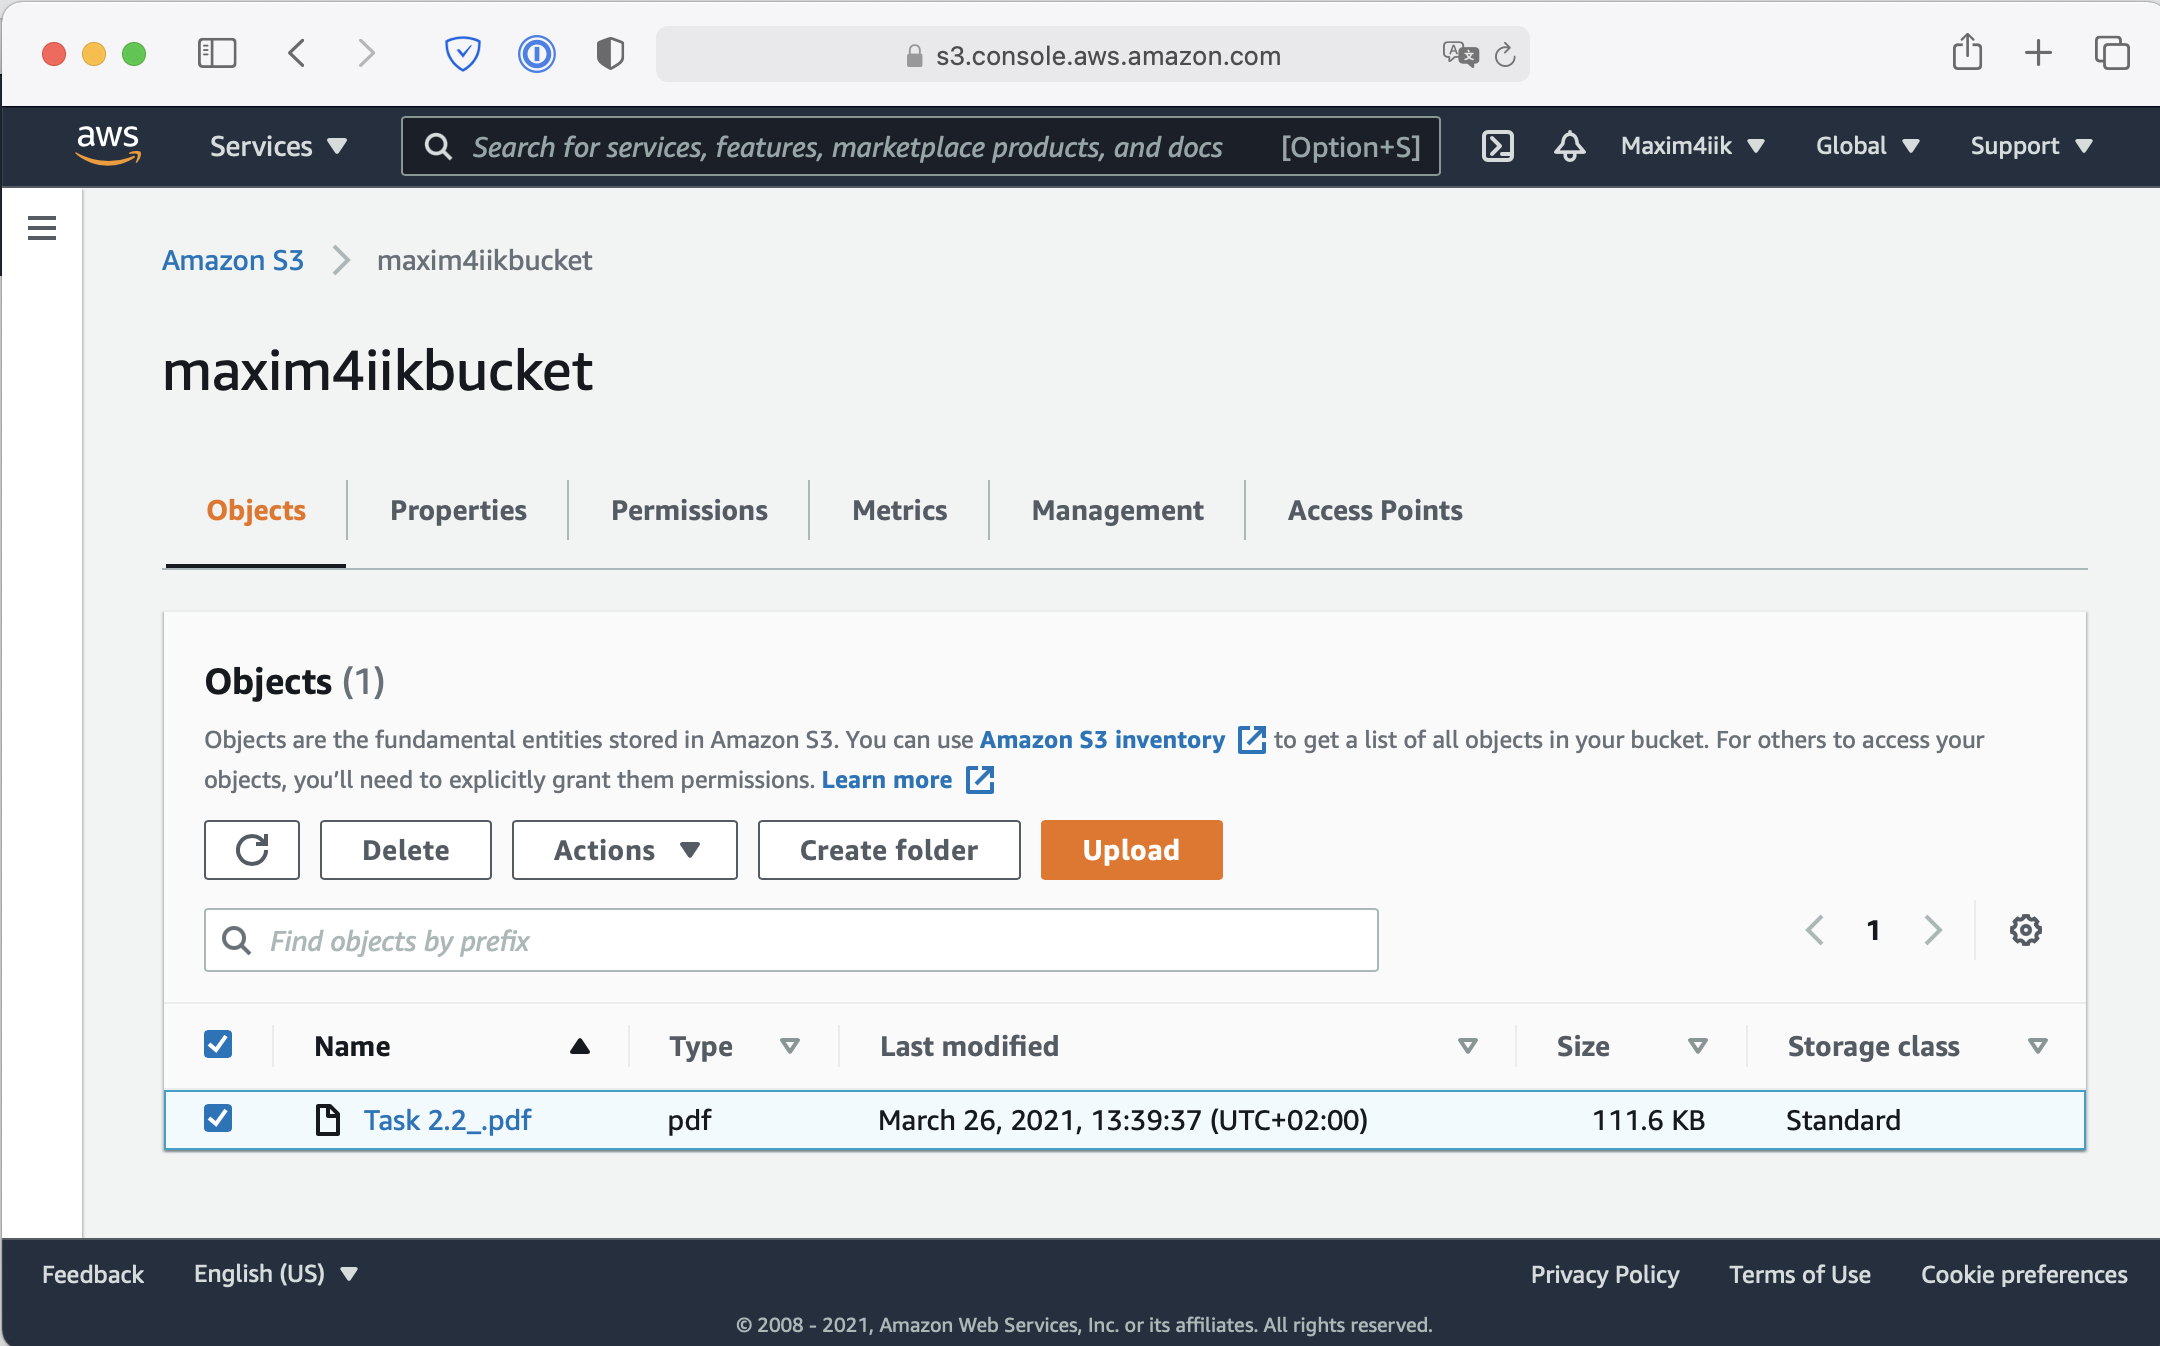 s3.console.aws.amazon.com
aws Services Search for services, features, marketplace products, and docs [Option+S] Maxim4iik Global Support
Amazon S3 maxim4iikbucket
maxim4iikbucket
Objects Properties Permissions Metrics Management Access Points
Objects (1)
Objects are the fundamental entities stored in Amazon S3. You can use Amazon S3 inventory to get a list of all objects in your bucket. For others to access your
objects, you’ll need to explicitly grant them permissions. Learn more
Delete Actions Create folder Upload
Find objects by prefix 1
Name Type Last modified Size Storage class
Task 2.2_.pdf pdf March 26, 2021, 13:39:37 (UTC+02:00) 111.6 KB Standard
Feedback English (US) Privacy Policy Terms of Use Cookie preferences
© 2008 - 2021, Amazon Web Services, Inc. or its affiliates. All rights reserved.